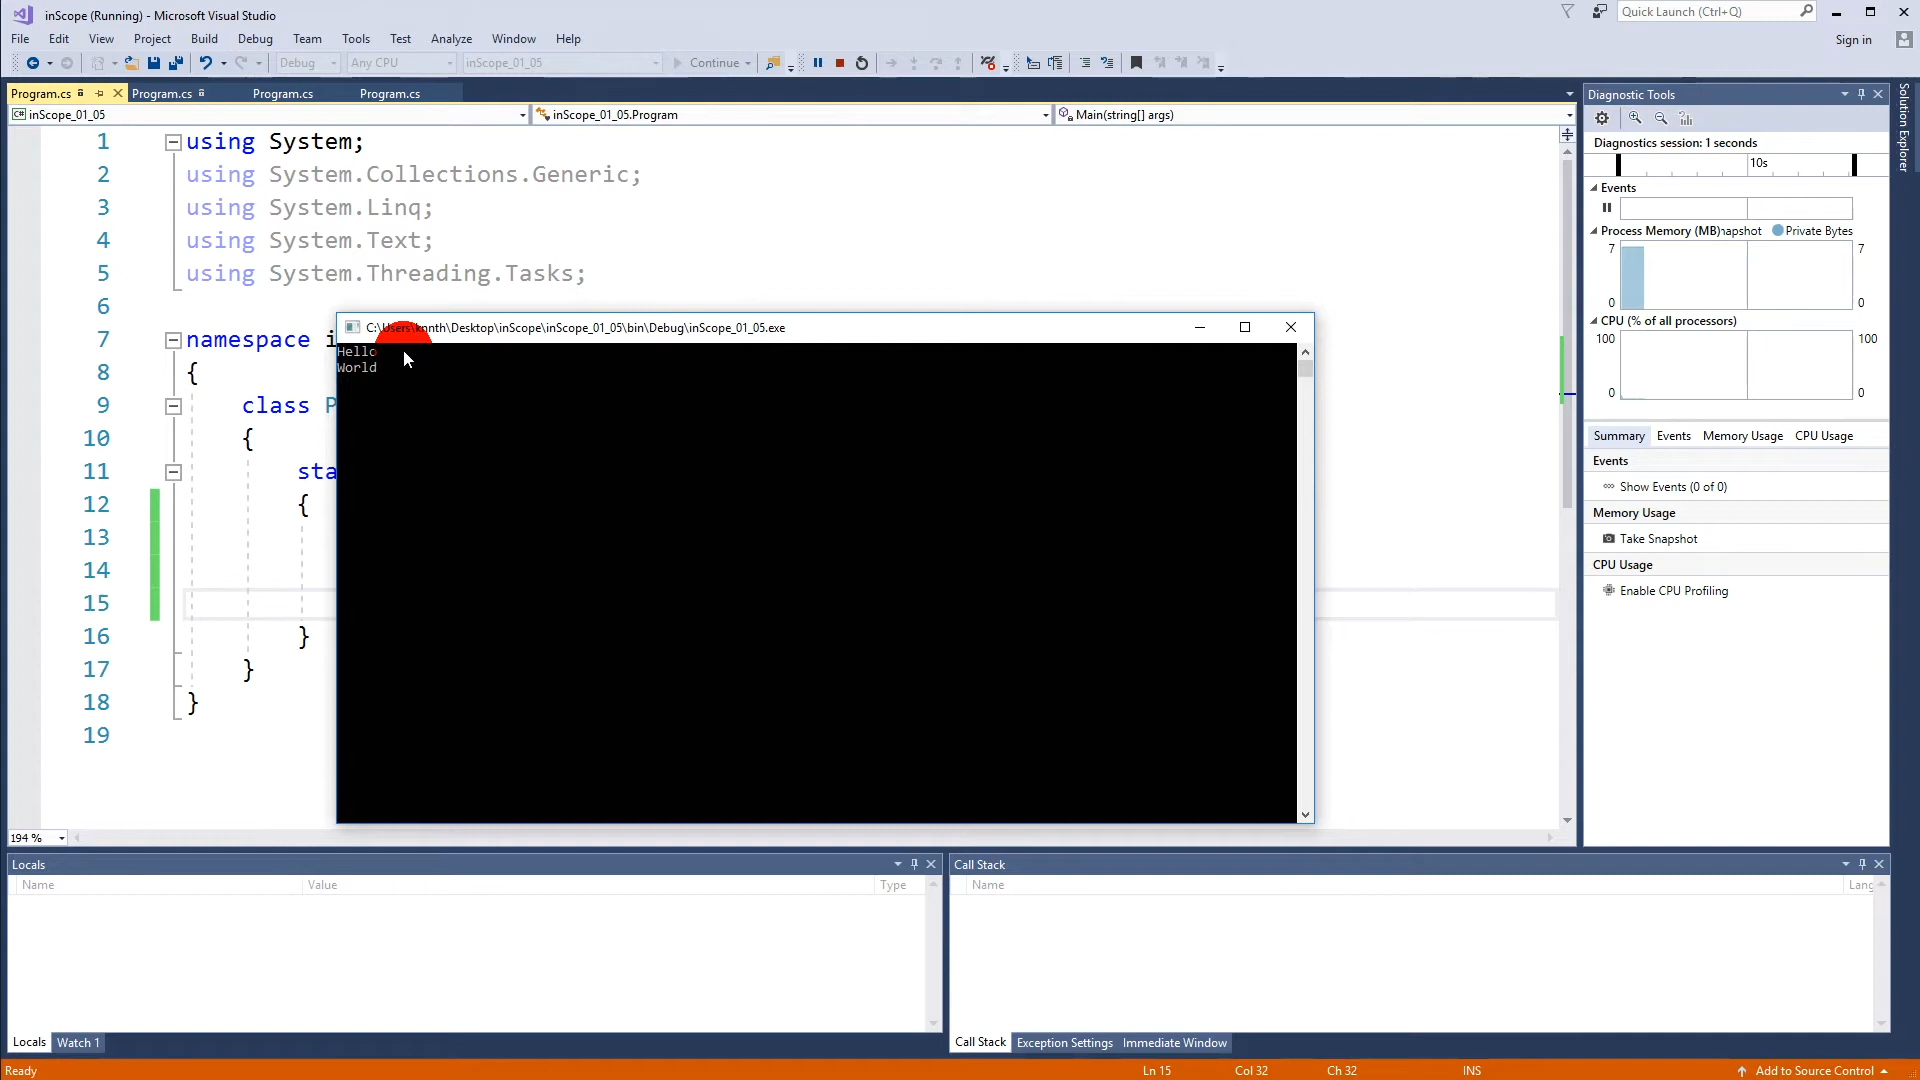 inScope (Running) - Microsoft Visual Studio
Quick Launch (Ctrl+Q)
File Edit View Project Build Debug Team Tools Test Analyze Window Help
Sign in
Debug Any CPU inScope_01_05 Continue
Program.cs Program.cs Program.cs Program.cs
C# inScope_01_05 inScope_01_05.Program Main(string[] args)
1 using System;
2 using System.Collections.Generic;
3 using System.Linq;
4 using System.Text;
5 using System.Threading.Tasks;
6
7 namespace i
8 {
9 class P
10 {
11 sta
12 {
13
14
15
16 }
17 }
18 }
19
C:\Users\knnth\Desktop\inScope\inScope_01_05\bin\Debug\inScope_01_05.exe
Hello
World
194 %
Diagnostic Tools
Diagnostics session: 1 seconds
10s
Events
Process Memory (MB) napshot Private Bytes
7 7
0 0
CPU (% of all processors)
100 100
0 0
Summary Events Memory Usage CPU Usage
Events
Show Events (0 of 0)
Memory Usage
Take Snapshot
CPU Usage
Enable CPU Profiling
Solution Explorer
Locals
Name Value Type
Locals Watch 1
Call Stack
Name Lang
Call Stack Exception Settings Immediate Window
Ready Ln 15 Col 32 Ch 32 INS Add to Source Control